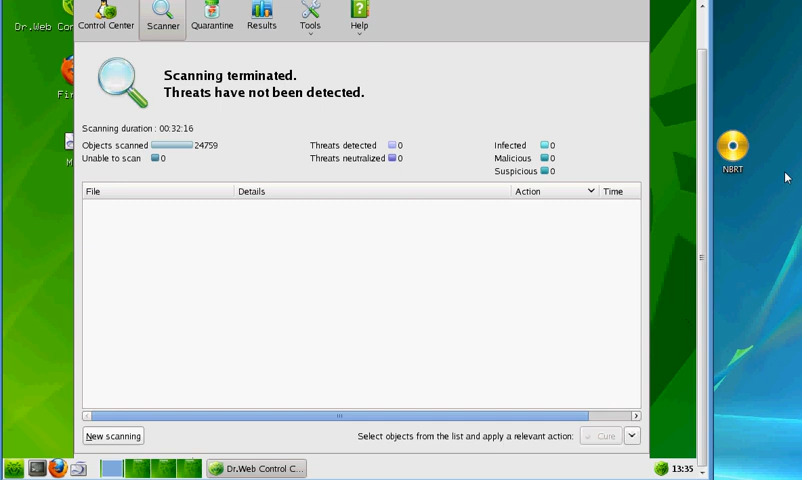 Dr.Web Con
Control Center
Scanner
Quarantine
Results
Tools
Help
Scanning terminated.
Threats have not been detected.
Fir
Scanning duration : 00:32:16
Objects scanned 24759 Threats detected 0 Infected 0
M
Unable to scan 0 Threats neutralized 0 Malicious 0
Suspicious 0
NBRT
File Details Action Time
New scanning
Select objects from the list and apply a relevant action: Cure
Dr.Web Control C...
13:35